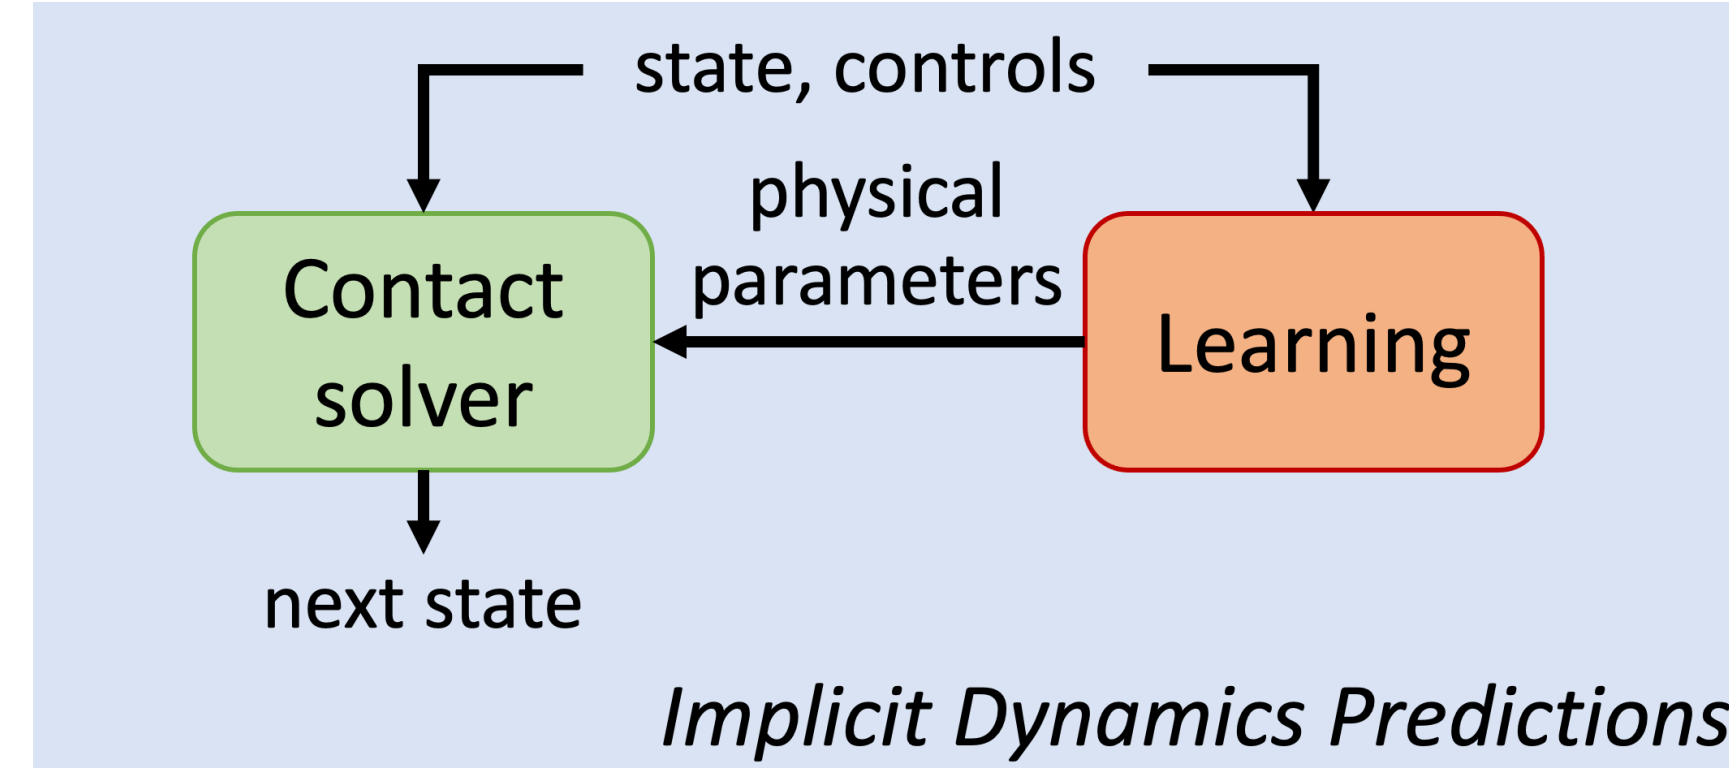 state, controls
physical
parameters
Contact
solver
Learning
next state
Implicit Dynamics Predictions